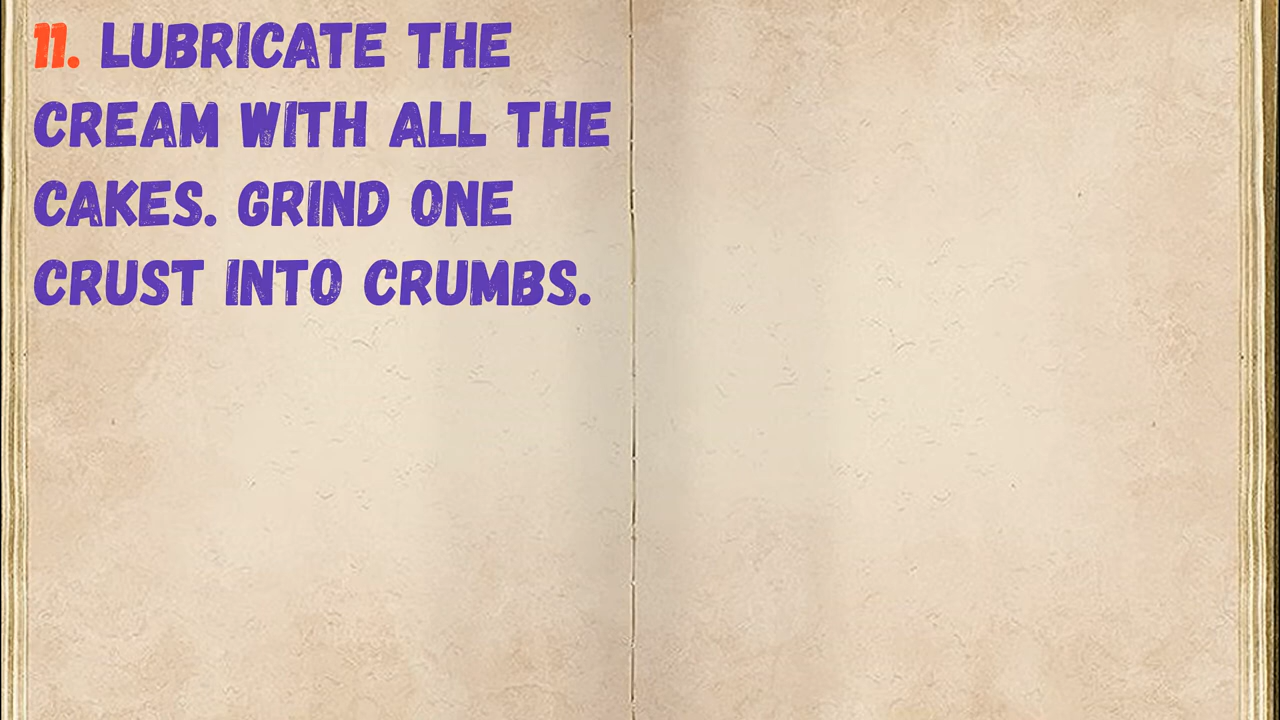 11. LUBRICATE THE
CREAM WITH ALL THE
CAKES. GRIND ONE
CRUST INTO CRUMBS.